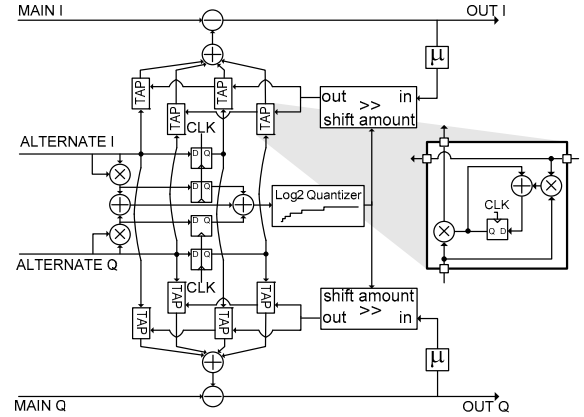 MAIN I
OUT I
μ
TAP
TAP
TAP
TAP
out >> in
shift amount
CLK
ALTERNATE I
D Q
D Q
Log2 Quantizer
CLK
Q D
D Q
D Q
ALTERNATE Q
CLK
TAP
TAP
TAP
TAP
shift amount
out >> in
μ
MAIN Q
OUT Q